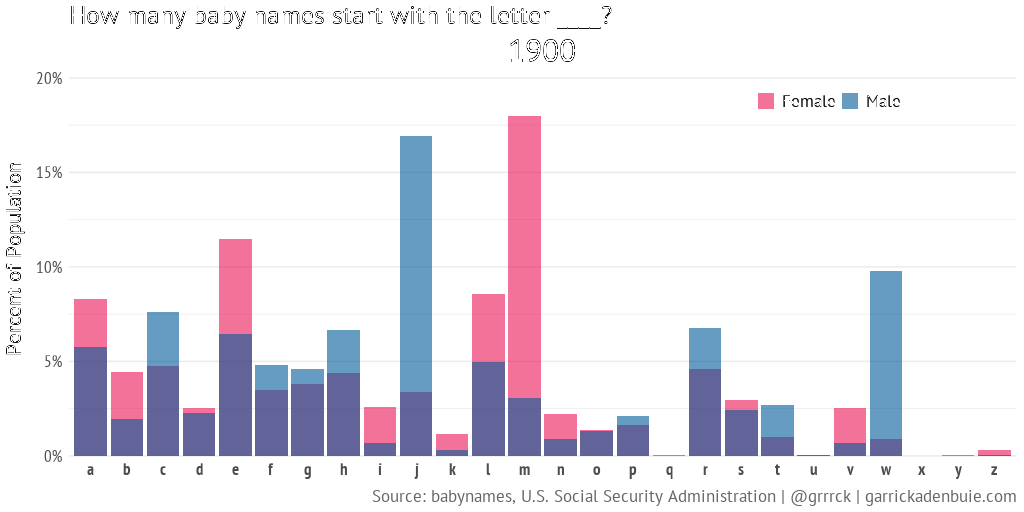 How many baby names start with the letter ____?
1900
20%
Female Male
15%
10%
5%
0%
Percent of Population
a b c d e f g h i j k l m n o p q r s t u v w x y z
Source: babynames, U.S. Social Security Administration | @grrrck | garrickadenbuie.com